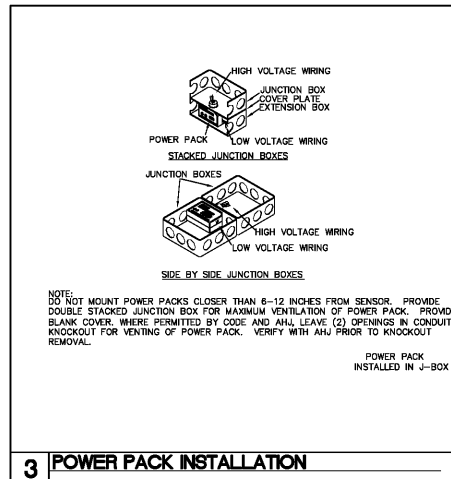 HIGH VOLTAGE WIRING
JUNCTION BOX
COVER PLATE
EXTENSION BOX
POWER PACK
LOW VOLTAGE WIRING
STACKED JUNCTION BOXES
JUNCTION BOXES
HIGH VOLTAGE WIRING
LOW VOLTAGE WIRING
SIDE BY SIDE JUNCTION BOXES
NOTE:
DO NOT MOUNT POWER PACKS CLOSER THAN 6-12 INCHES FROM SENSOR. PROVIDE
DOUBLE STACKED JUNCTION BOX FOR MAXIMUM VENTILATION OF POWER PACK. PROVID
BLANK COVER. WHERE PERMITTED BY CODE AND AHJ, LEAVE (2) OPENINGS IN CONDUIT
KNOCKOUT FOR VENTING OF POWER PACK. VERIFY WITH AHJ PRIOR TO KNOCKOUT
REMOVAL.
POWER PACK
INSTALLED IN J-BOX
3 POWER PACK INSTALLATION